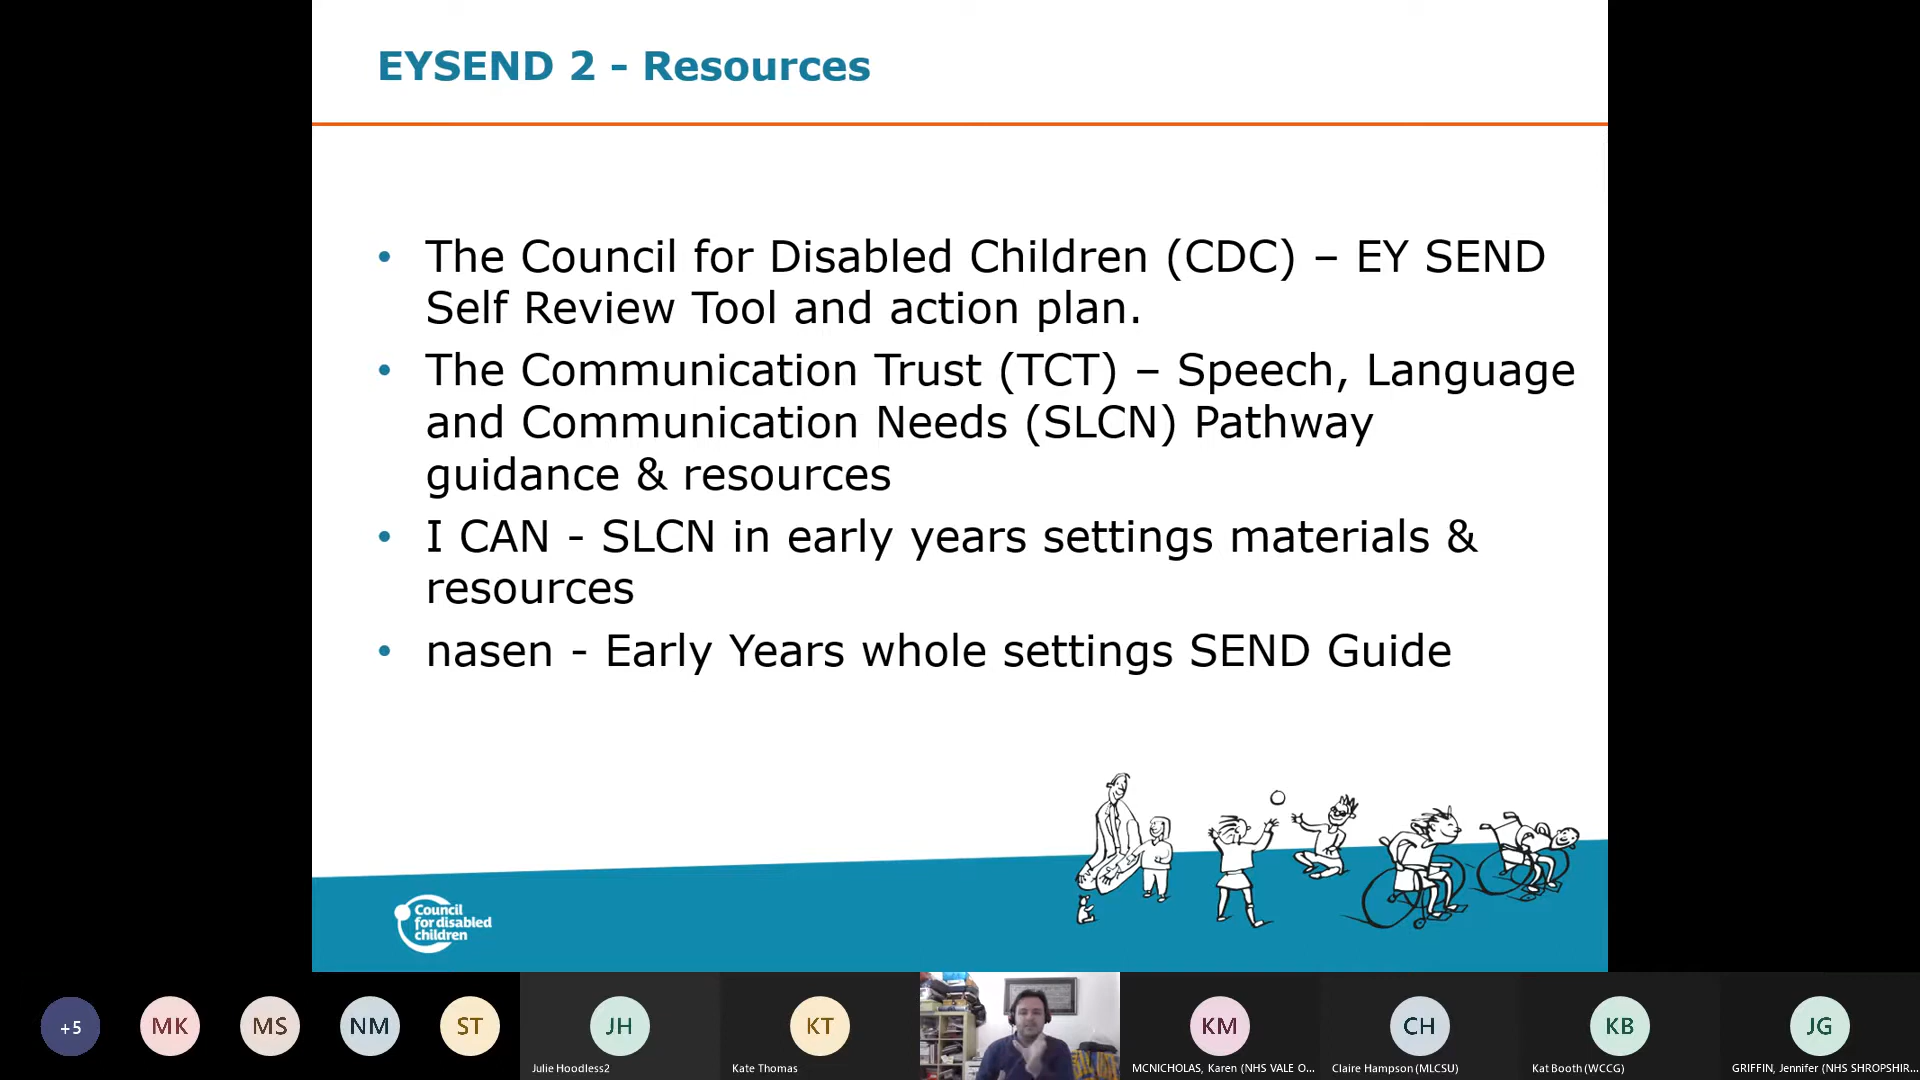 EYSEND 2 - Resources
• The Council for Disabled Children (CDC) – EY SEND
Self Review Tool and action plan.
• The Communication Trust (TCT) – Speech, Language
and Communication Needs (SLCN) Pathway
guidance & resources
• I CAN - SLCN in early years settings materials &
resources
• nasen - Early Years whole settings SEND Guide
Council
for disabled
children
+5
MK
MS
NM
ST
JH
Julie Hoodless2
KT
Kate Thomas
KM
MCNICHOLAS, Karen (NHS VALE O...
CH
Claire Hampson (MLCSU)
KB
Kat Booth (WCCG)
JG
GRIFFIN, Jennifer (NHS SHROPSHIR...